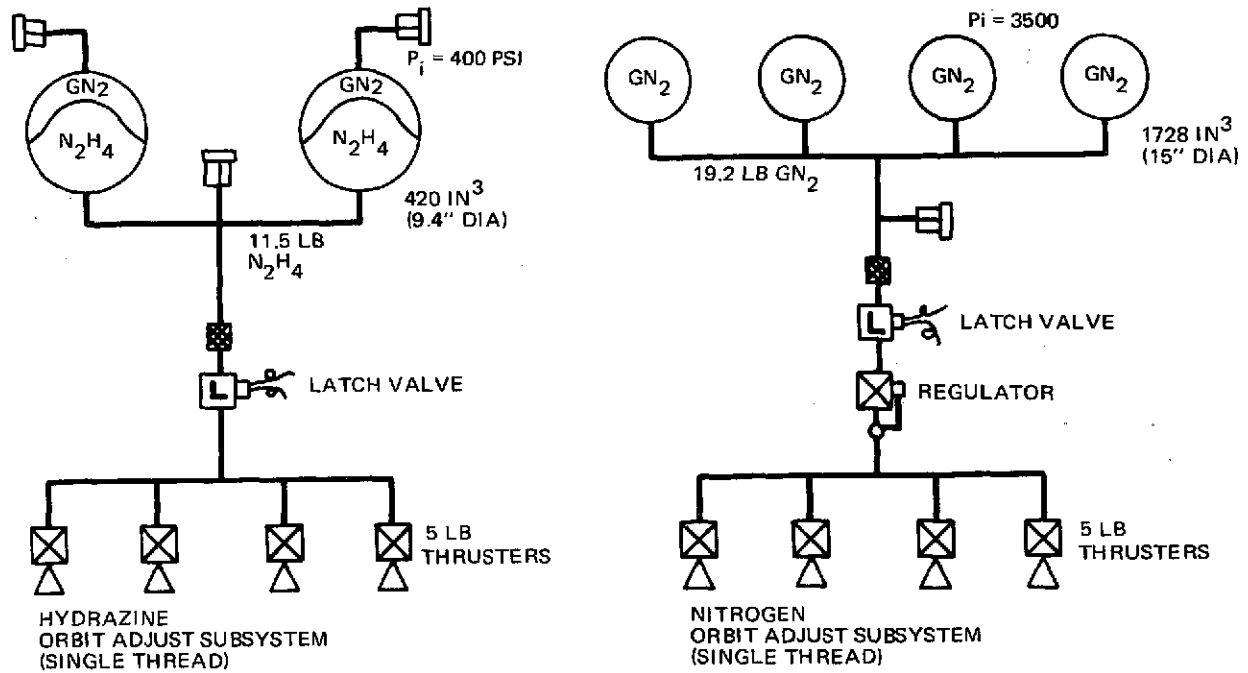 P_i = 400 PSI
GN₂
GN₂
N₂H₄
N₂H₄
420 IN³
(9.4" DIA)
11.5 LB
N₂H₄
L
LATCH VALVE
5 LB
THRUSTERS
HYDRAZINE
ORBIT ADJUST SUBSYSTEM
(SINGLE THREAD)
Pi = 3500
GN₂
GN₂
GN₂
GN₂
1728 IN³
(15" DIA)
19.2 LB GN₂
L
LATCH VALVE
REGULATOR
5 LB
THRUSTERS
NITROGEN
ORBIT ADJUST SUBSYSTEM
(SINGLE THREAD)